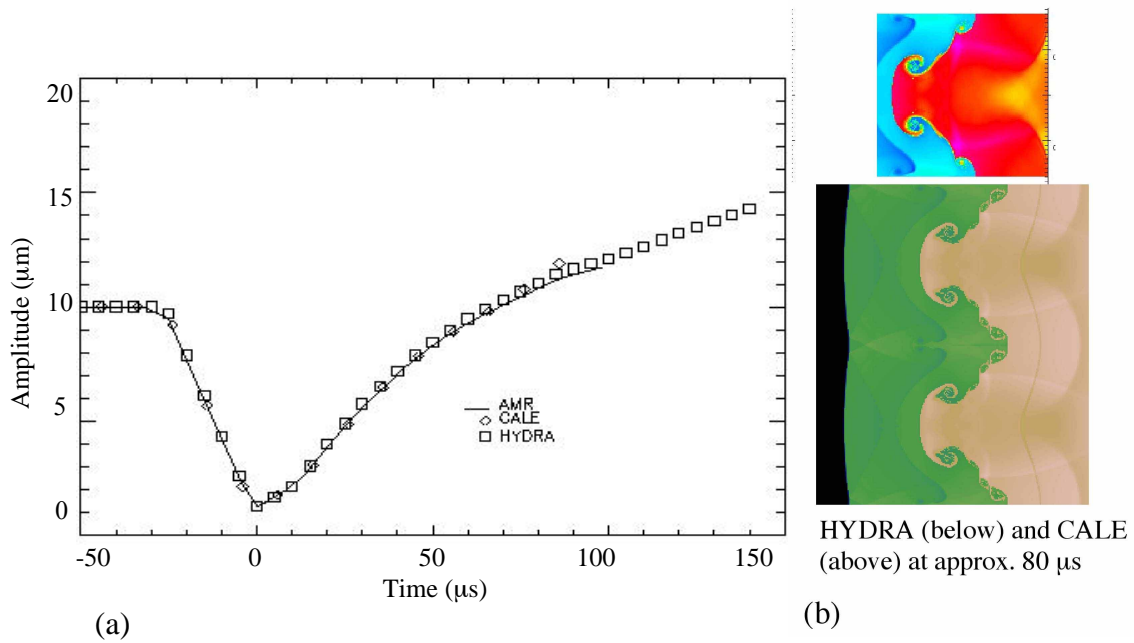 20
15
10
5
0
Amplitude (μm)
-50 0 50 100 150
Time (μs)
AMR
CALE
HYDRA
(a)
HYDRA (below) and CALE
(above) at approx. 80 μs
(b)